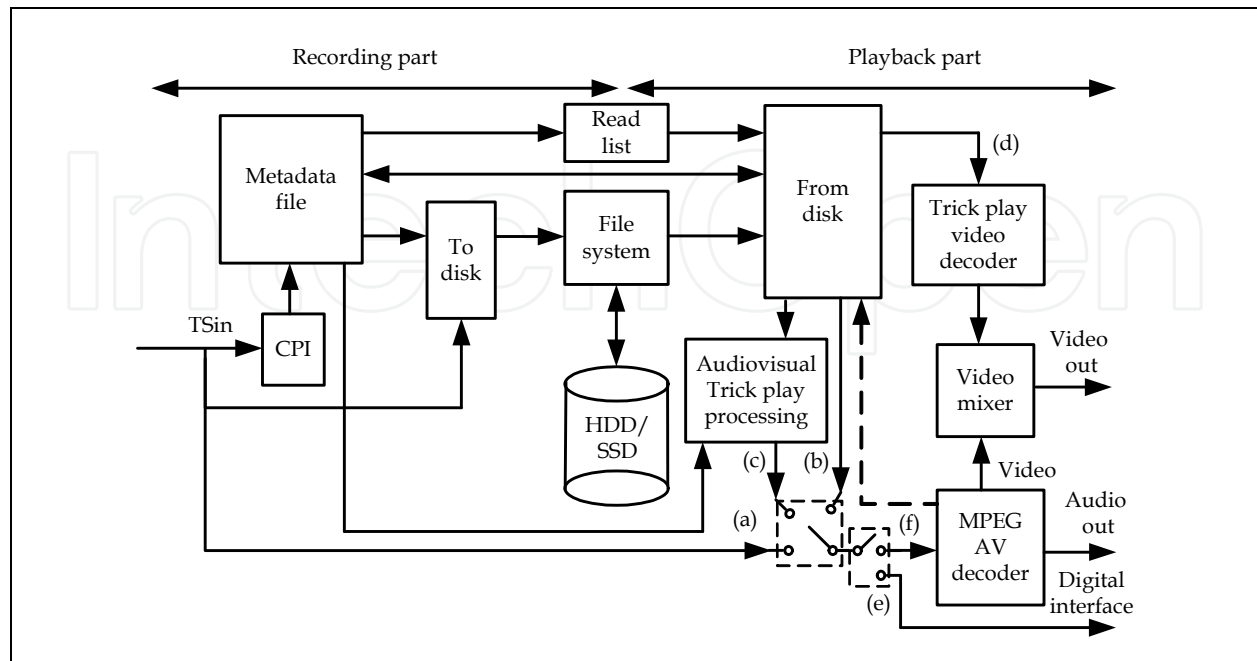 Recording part
Playback part
Metadata
file
Read
list
From
disk
(d)
Trick play
video
decoder
To
disk
File
system
TSin
CPI
HDD/
SSD
Audiovisual
Trick play
processing
Video
mixer
Video
out
(c)
(b)
Video
(a)
(f)
MPEG
AV
decoder
Audio
out
(e)
Digital
interface
IntechOpen